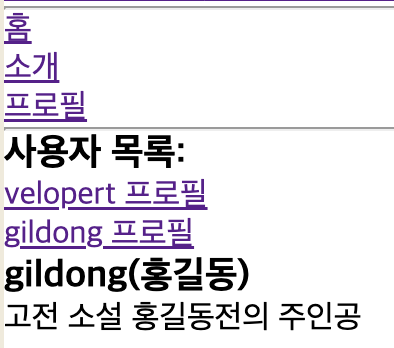 홈
소개
프로필
사용자 목록:
velopert 프로필
gildong 프로필
gildong(홍길동)
고전 소설 홍길동전의 주인공